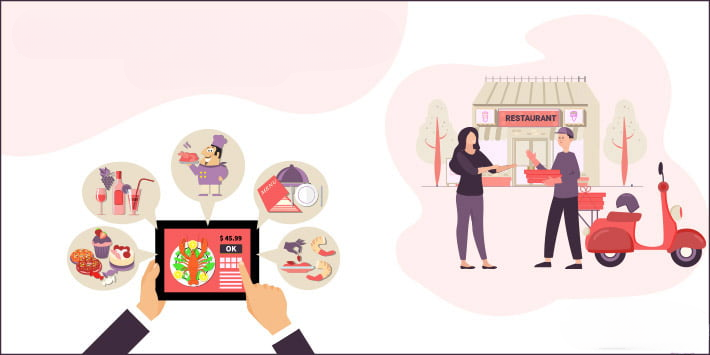 RESTAURANT
MENU
$ 45.99
OK